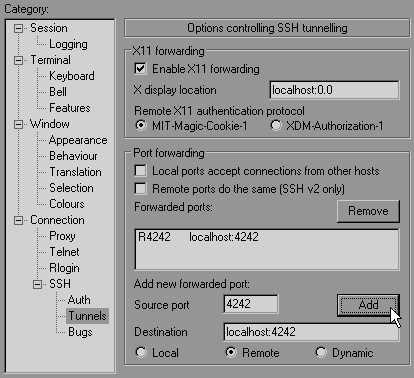 Category:
Session
Logging
Terminal
Keyboard
Bell
Features
Window
Appearance
Behaviour
Translation
Selection
Colours
Connection
Proxy
Telnet
Rlogin
SSH
Auth
Tunnels
Bugs
Options controlling SSH tunnelling
X11 forwarding
Enable X11 forwarding
X display location localhost:0.0
Remote X11 authentication protocol
MIT-Magic-Cookie-1 XDM-Authorization-1
Port forwarding
Local ports accept connections from other hosts
Remote ports do the same (SSH v2 only)
Forwarded ports: Remove
R4242 localhost:4242
Add new forwarded port:
Source port 4242 Add
Destination localhost:4242
Local Remote Dynamic